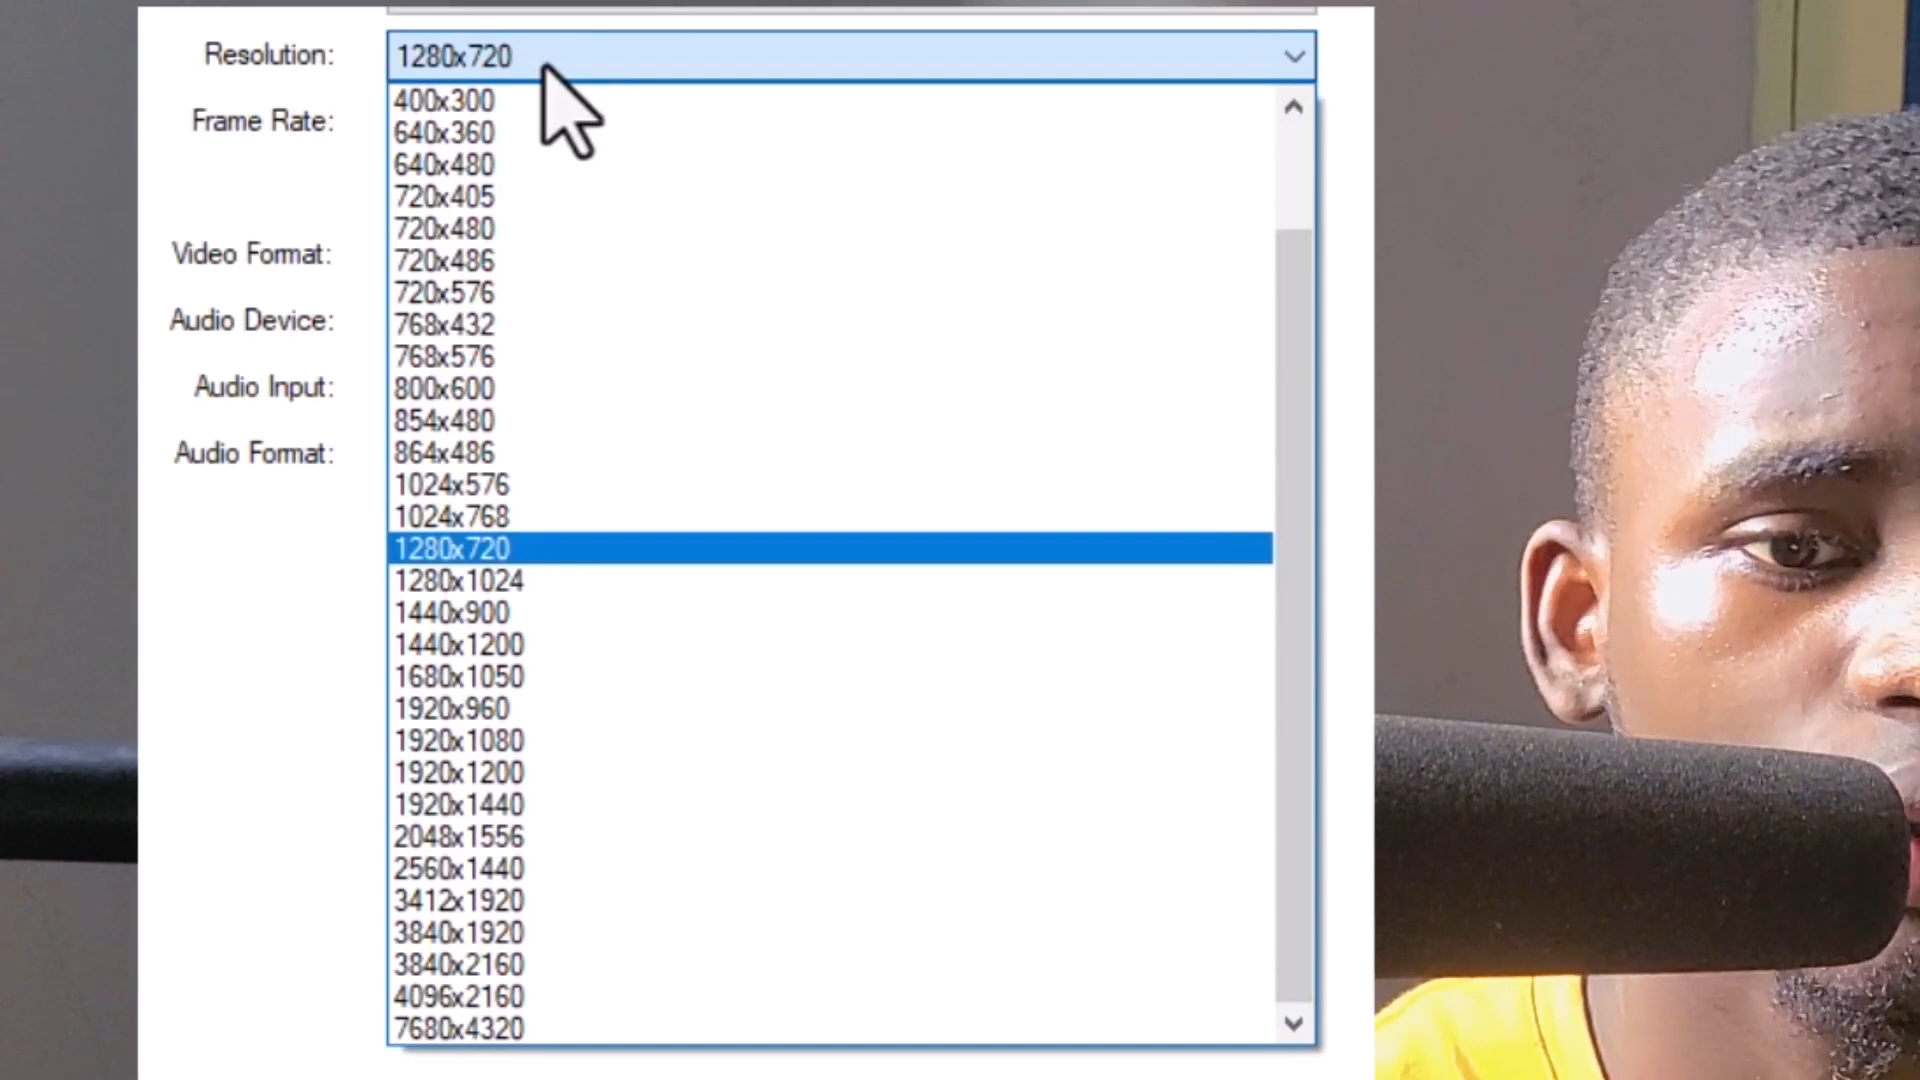 Resolution: 1280x720
400x300
Frame Rate:
640x360
640x480
720x405
720x480
Video Format:
720x486
720x576
Audio Device:
768x432
768x576
Audio Input:
800x600
854x480
Audio Format:
864x486
1024x576
1024x768
1280x720
1280x1024
1440x900
1440x1200
1680x1050
1920x960
1920x1080
1920x1200
1920x1440
2048x1556
2560x1440
3412x1920
3840x1920
3840x2160
4096x2160
7680x4320